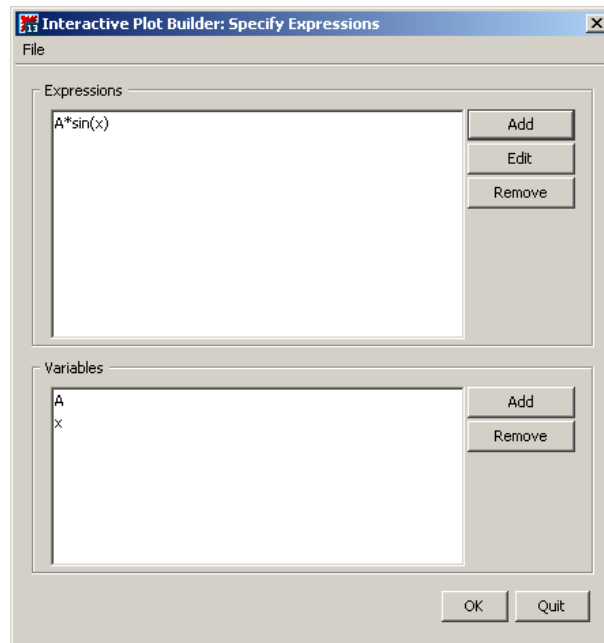 Interactive Plot Builder: Specify Expressions
File
Expressions
A*sin(x)
Add
Edit
Remove
Variables
A
x
Add
Remove
OK
Quit